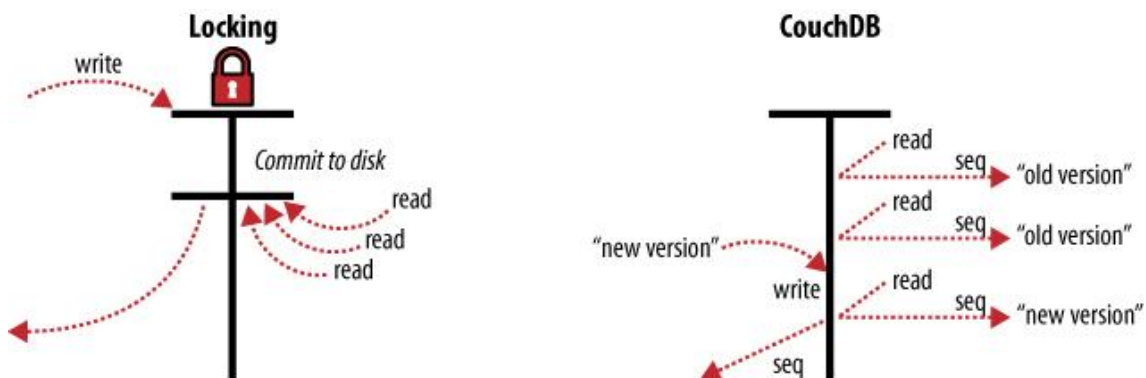 Locking
write
Commit to disk
read
read
read
CouchDB
read
seq
“old version”
read
seq
“old version”
“new version”
write
read
seq
“new version”
seq